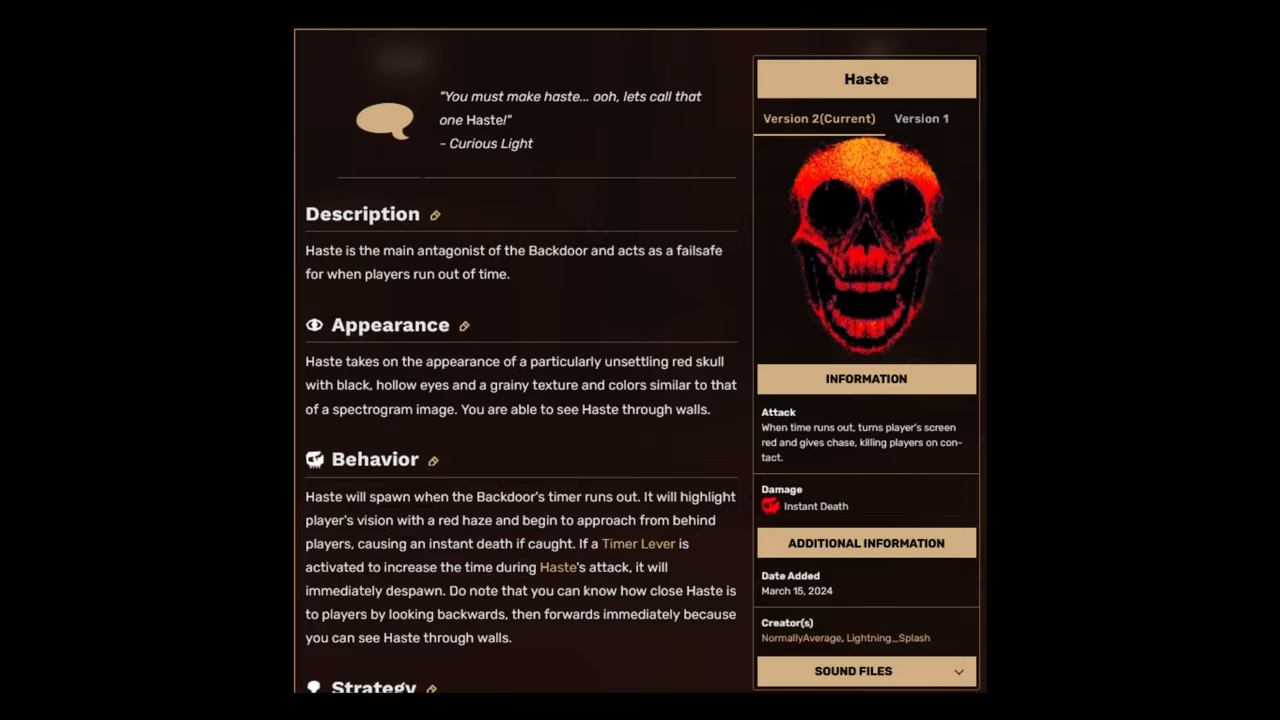 "You must make haste... ooh, lets call that
one Haste!"
- Curious Light
Description
Haste is the main antagonist of the Backdoor and acts as a failsafe
for when players run out of time.
Appearance
Haste takes on the appearance of a particularly unsettling red skull
with black, hollow eyes and a grainy texture and colors similar to that
of a spectrogram image. You are able to see Haste through walls.
Behavior
Haste will spawn when the Backdoor's timer runs out. It will highlight
player's vision with a red haze and begin to approach from behind
players, causing an instant death if caught. If a Timer Lever is
activated to increase the time during Haste's attack, it will
immediately despawn. Do note that you can know how close Haste is
to players by looking backwards, then forwards immediately because
you can see Haste through walls.
Strategy
Haste
Version 2(Current) Version 1
INFORMATION
Attack
When time runs out, turns player's screen
red and gives chase, killing players on con-
tact.
Damage
Instant Death
ADDITIONAL INFORMATION
Date Added
March 15, 2024
Creator(s)
NormallyAverage, Lightning_Splash
SOUND FILES